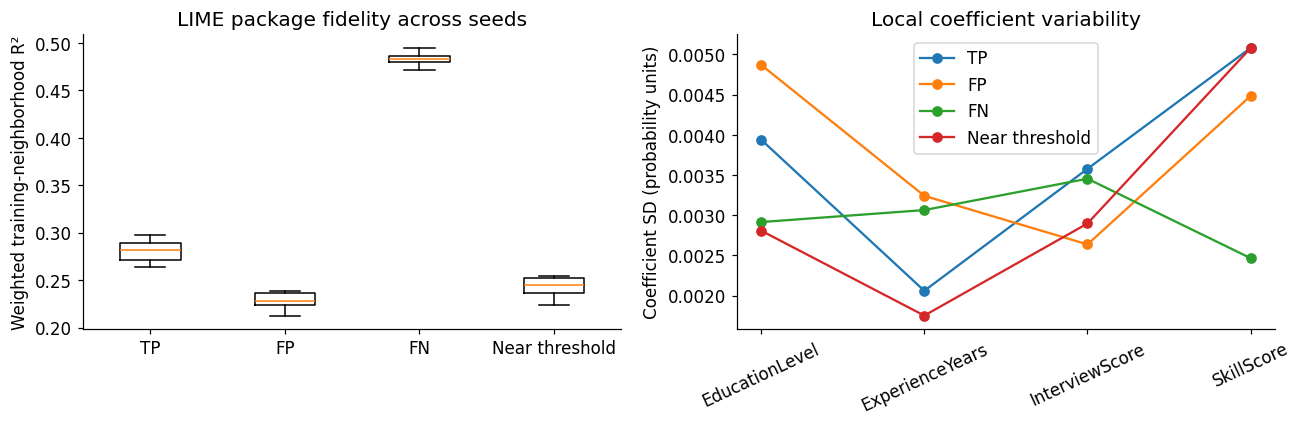 LIME package fidelity across seeds
Weighted training-neighborhood R²
0.50
0.45
0.40
0.35
0.30
0.25
0.20
TP
FP
FN
Near threshold
Local coefficient variability
Coefficient SD (probability units)
0.0050
0.0045
0.0040
0.0035
0.0030
0.0025
0.0020
TP
FP
FN
Near threshold
EducationLevel
ExperienceYears
InterviewScore
SkillScore